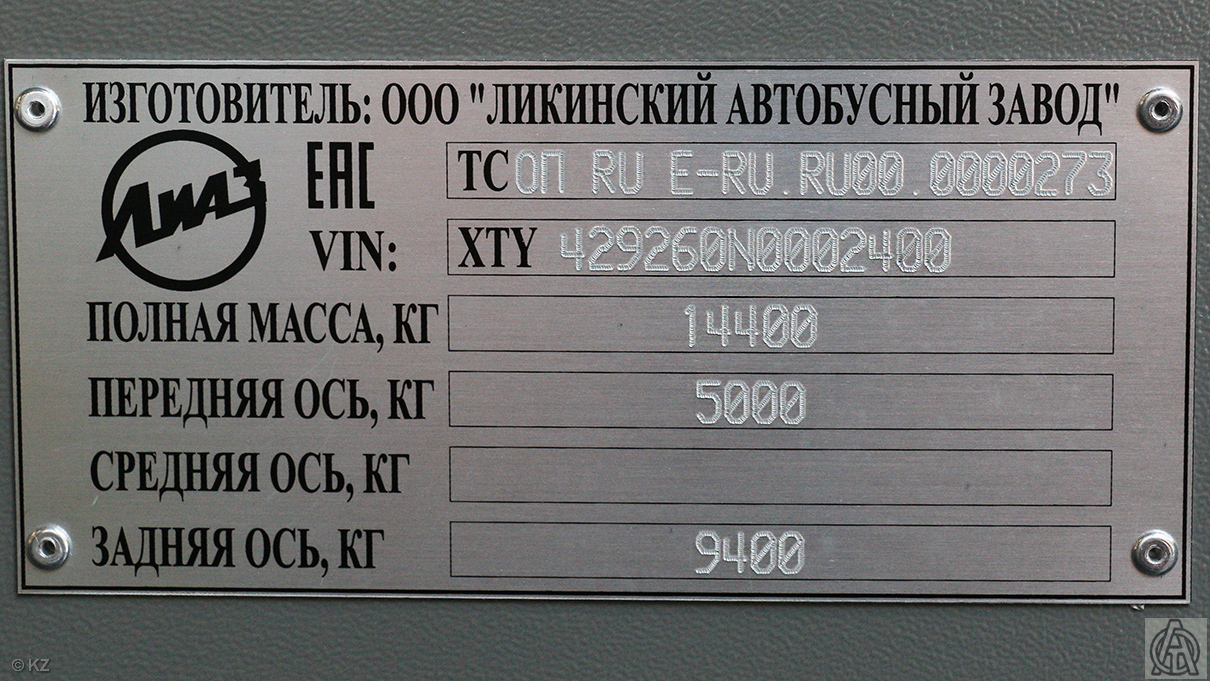 ИЗГОТОВИТЕЛЬ: ООО "ЛИКИНСКИЙ АВТОБУСНЫЙ ЗАВОД"
ЛиАЗ
EAC
ТС ОП RU E-RU.RU00.0000273
VIN: XTY 429260N0002400
ПОЛНАЯ МАССА, КГ 14400
ПЕРЕДНЯЯ ОСЬ, КГ 5000
СРЕДНЯЯ ОСЬ, КГ
ЗАДНЯЯ ОСЬ, КГ 9400
© KZ